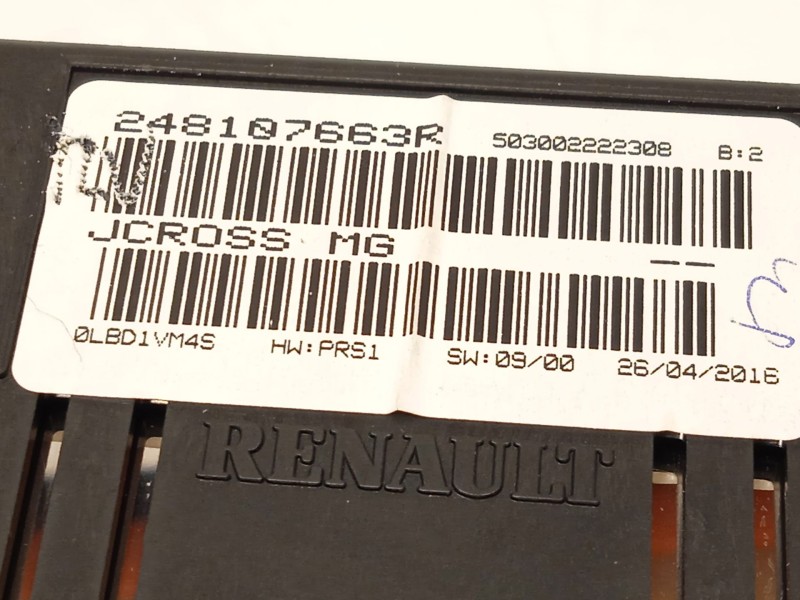 248107663R 503002222308 B:2
JCROSS MG
0LBD1VM4S HW:PRS1 SW:09/00 26/04/2016
RENAULT